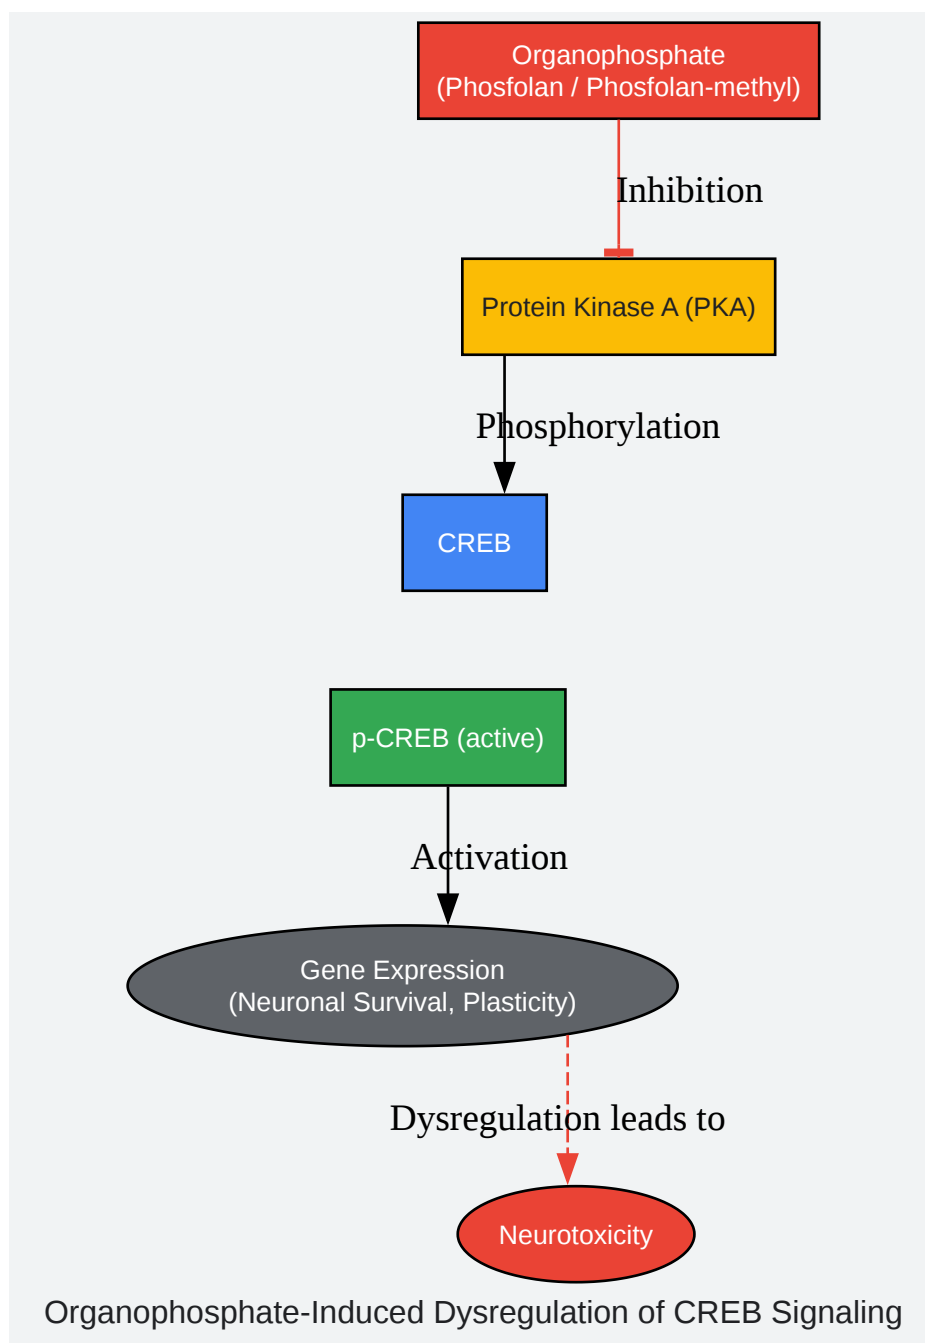 Organophosphate
(Phosfolan / Phosfolan-methyl)
Inhibition
Protein Kinase A (PKA)
Phosphorylation
CREB
p-CREB (active)
Activation
Gene Expression
(Neuronal Survival, Plasticity)
Dysregulation leads to
Neurotoxicity
Organophosphate-Induced Dysregulation of CREB Signaling